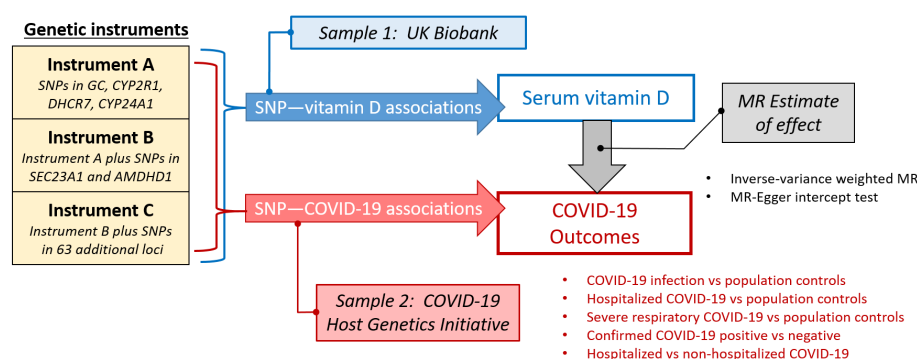 Genetic instruments
Instrument A
SNPs in GC, CYP2R1,
DHCR7, CYP24A1
Instrument B
Instrument A plus SNPs in
SEC23A1 and AMDHD1
Instrument C
Instrument B plus SNPs
in 63 additional loci
Sample 1: UK Biobank
SNP—vitamin D associations
Serum vitamin D
MR Estimate
of effect
• Inverse-variance weighted MR
• MR-Egger intercept test
SNP—COVID-19 associations
COVID-19
Outcomes
Sample 2: COVID-19
Host Genetics Initiative
• COVID-19 infection vs population controls
• Hospitalized COVID-19 vs population controls
• Severe respiratory COVID-19 vs population controls
• Confirmed COVID-19 positive vs negative
• Hospitalized vs non-hospitalized COVID-19